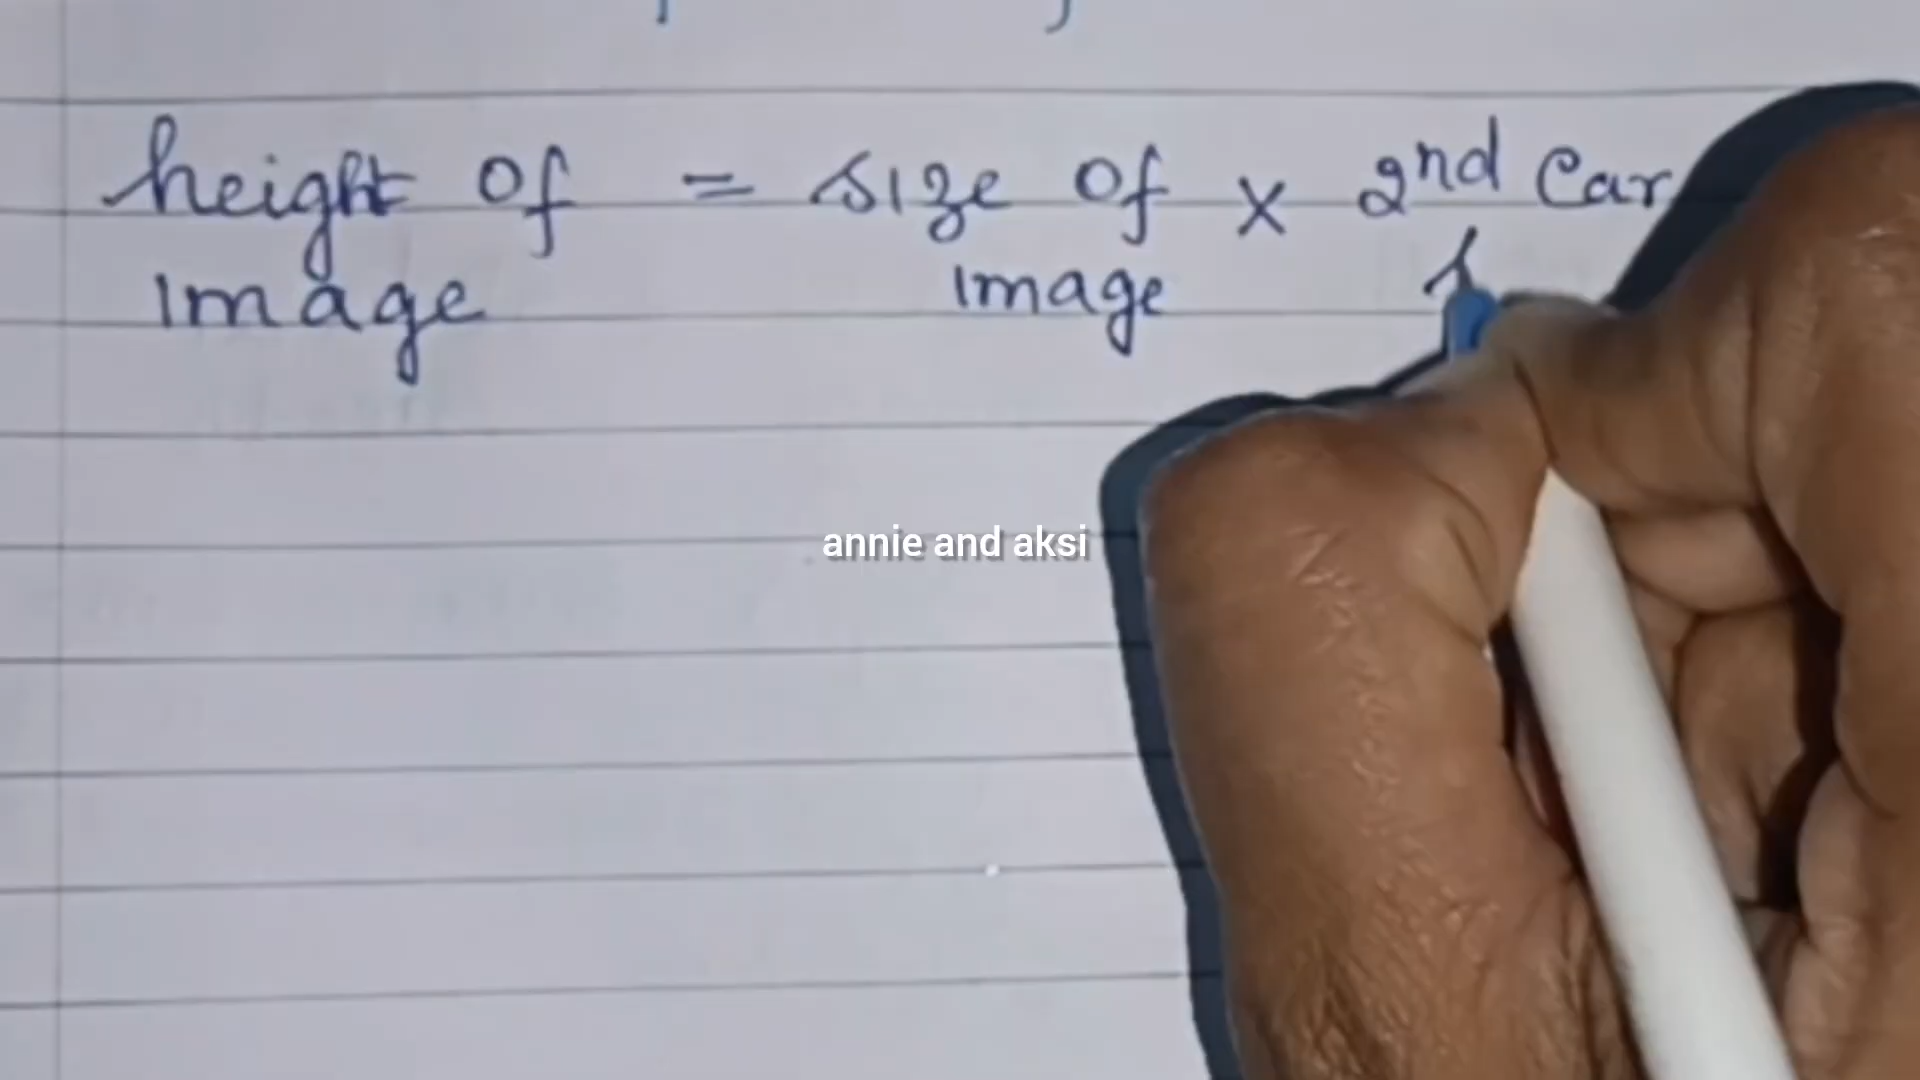 height of = size of × 2nd Car
image image s
annie and aksi